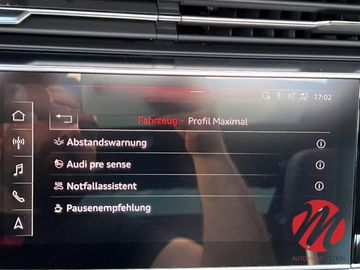 17:02
Fahrzeug · Profil Maximal
Abstandswarnung
Audi pre sense
Notfallassistent
Pausenempfehlung